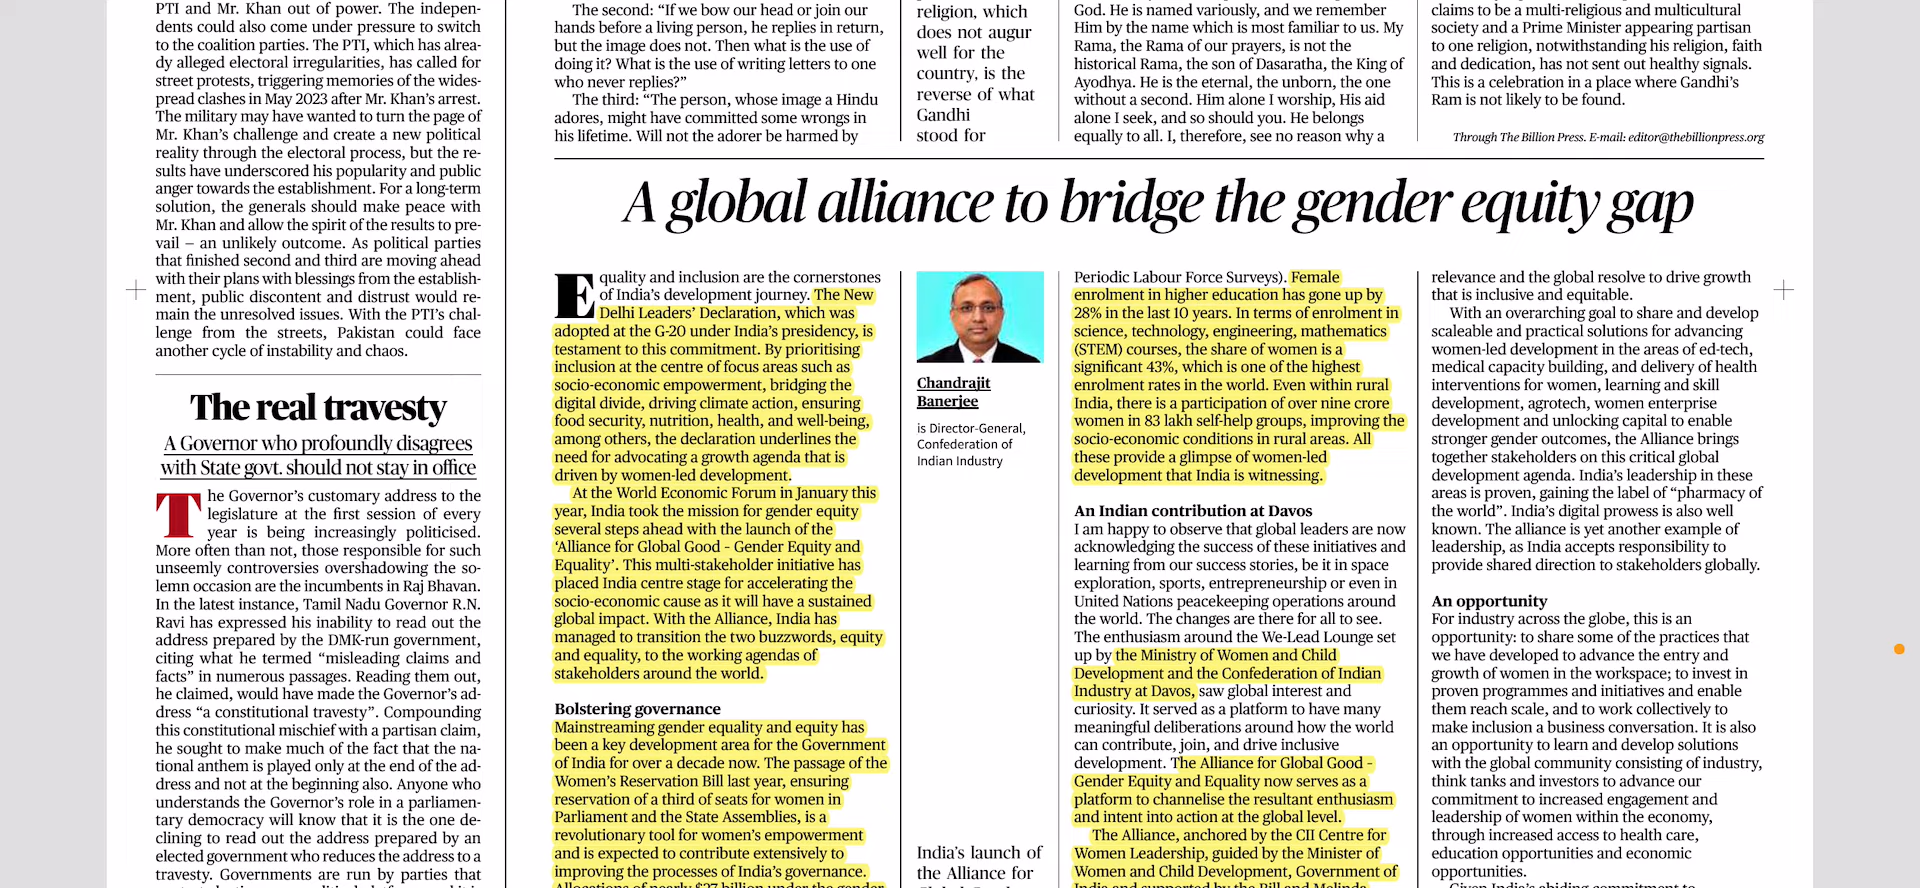 PTI and Mr. Khan out of power. The indepen-
dents could also come under pressure to switch
to the coalition parties. The PTI, which has alrea-
dy alleged electoral irregularities, has called for
street protests, triggering memories of the wides-
pread clashes in May 2023 after Mr. Khan's arrest.
The military may have wanted to turn the page of
Mr. Khan's challenge and create a new political
reality through the electoral process, but the re-
sults have underscored his popularity and public
anger towards the establishment. For a long-term
solution, the generals should make peace with
Mr. Khan and allow the spirit of the results to pre-
vail – an unlikely outcome. As political parties
that finished second and third are moving ahead
with their plans with blessings from the establish-
ment, public discontent and distrust would re-
main the unresolved issues. With the PTI's chal-
lenge from the streets, Pakistan could face
another cycle of instability and chaos.
The real travesty
A Governor who profoundly disagrees
with State govt. should not stay in office
The Governor's customary address to the
legislature at the first session of every
year is being increasingly politicised.
More often than not, those responsible for such
unseemly controversies overshadowing the so-
lemn occasion are the incumbents in Raj Bhavan.
In the latest instance, Tamil Nadu Governor R.N.
Ravi has expressed his inability to read out the
address prepared by the DMK-run government,
citing what he termed “misleading claims and
facts” in numerous passages. Reading them out,
he claimed, would have made the Governor's ad-
dress “a constitutional travesty”. Compounding
this constitutional mischief with a partisan claim,
he sought to make much of the fact that the na-
tional anthem is played only at the end of the ad-
dress and not at the beginning also. Anyone who
understands the Governor's role in a parliamen-
tary democracy will know that it is the one de-
clining to read out the address prepared by an
elected government who reduces the address to a
travesty. Governments are run by parties that
The second: “If we bow our head or join our
hands before a living person, he replies in return,
but the image does not. Then what is the use of
doing it? What is the use of writing letters to one
who never replies?”
The third: “The person, whose image a Hindu
adores, might have committed some wrongs in
his lifetime. Will not the adorer be harmed by
religion, which
does not augur
well for the
country, is the
reverse of what
Gandhi
stood for
God. He is named variously, and we remember
Him by the name which is most familiar to us. My
Rama, the Rama of our prayers, is not the
historical Rama, the son of Dasaratha, the King of
Ayodhya. He is the eternal, the unborn, the one
without a second. Him alone I worship, His aid
alone I seek, and so should you. He belongs
equally to all. I, therefore, see no reason why a
claims to be a multi-religious and multicultural
society and a Prime Minister appearing partisan
to one religion, notwithstanding his religion, faith
and dedication, has not sent out healthy signals.
This is a celebration in a place where Gandhi's
Ram is not likely to be found.
Through The Billion Press. E-mail: editor@thebillionpress.org
A global alliance to bridge the gender equity gap
Equality and inclusion are the cornerstones
of India's development journey. The New
Delhi Leaders' Declaration, which was
adopted at the G-20 under India's presidency, is
testament to this commitment. By prioritising
inclusion at the centre of focus areas such as
socio-economic empowerment, bridging the
digital divide, driving climate action, ensuring
food security, nutrition, health, and well-being,
among others, the declaration underlines the
need for advocating a growth agenda that is
driven by women-led development.
At the World Economic Forum in January this
year, India took the mission for gender equity
several steps ahead with the launch of the
‘Alliance for Global Good - Gender Equity and
Equality’. This multi-stakeholder initiative has
placed India centre stage for accelerating the
socio-economic cause as it will have a sustained
global impact. With the Alliance, India has
managed to transition the two buzzwords, equity
and equality, to the working agendas of
stakeholders around the world.
Bolstering governance
Mainstreaming gender equality and equity has
been a key development area for the Government
of India for over a decade now. The passage of the
Women's Reservation Bill last year, ensuring
reservation of a third of seats for women in
Parliament and the State Assemblies, is a
revolutionary tool for women's empowerment
and is expected to contribute extensively to
improving the processes of India's governance.
Allocations of nearly $27 billion under the gender
Chandrajit
Banerjee
is Director-General,
Confederation of
Indian Industry
India's launch of
the Alliance for
Periodic Labour Force Surveys). Female
enrolment in higher education has gone up by
28% in the last 10 years. In terms of enrolment in
science, technology, engineering, mathematics
(STEM) courses, the share of women is a
significant 43%, which is one of the highest
enrolment rates in the world. Even within rural
India, there is a participation of over nine crore
women in 83 lakh self-help groups, improving the
socio-economic conditions in rural areas. All
these provide a glimpse of women-led
development that India is witnessing.
An Indian contribution at Davos
I am happy to observe that global leaders are now
acknowledging the success of these initiatives and
learning from our success stories, be it in space
exploration, sports, entrepreneurship or even in
United Nations peacekeeping operations around
the world. The changes are there for all to see.
The enthusiasm around the We-Lead Lounge set
up by the Ministry of Women and Child
Development and the Confederation of Indian
Industry at Davos, saw global interest and
curiosity. It served as a platform to have many
meaningful deliberations around how the world
can contribute, join, and drive inclusive
development. The Alliance for Global Good -
Gender Equity and Equality now serves as a
platform to channelise the resultant enthusiasm
and intent into action at the global level.
The Alliance, anchored by the CII Centre for
Women Leadership, guided by the Minister of
Women and Child Development, Government of
India and supported by the Bill and Melinda
relevance and the global resolve to drive growth
that is inclusive and equitable.
With an overarching goal to share and develop
scaleable and practical solutions for advancing
women-led development in the areas of ed-tech,
medical capacity building, and delivery of health
interventions for women, learning and skill
development, agrotech, women enterprise
development and unlocking capital to enable
stronger gender outcomes, the Alliance brings
together stakeholders on this critical global
development agenda. India's leadership in these
areas is proven, gaining the label of “pharmacy of
the world”. India's digital prowess is also well
known. The alliance is yet another example of
leadership, as India accepts responsibility to
provide shared direction to stakeholders globally.
An opportunity
For industry across the globe, this is an
opportunity: to share some of the practices that
we have developed to advance the entry and
growth of women in the workspace; to invest in
proven programmes and initiatives and enable
them reach scale, and to work collectively to
make inclusion a business conversation. It is also
an opportunity to learn and develop solutions
with the global community consisting of industry,
think tanks and investors to advance our
commitment to increased engagement and
leadership of women within the economy,
through increased access to health care,
education opportunities and economic
opportunities.
Given India's abiding commitment to